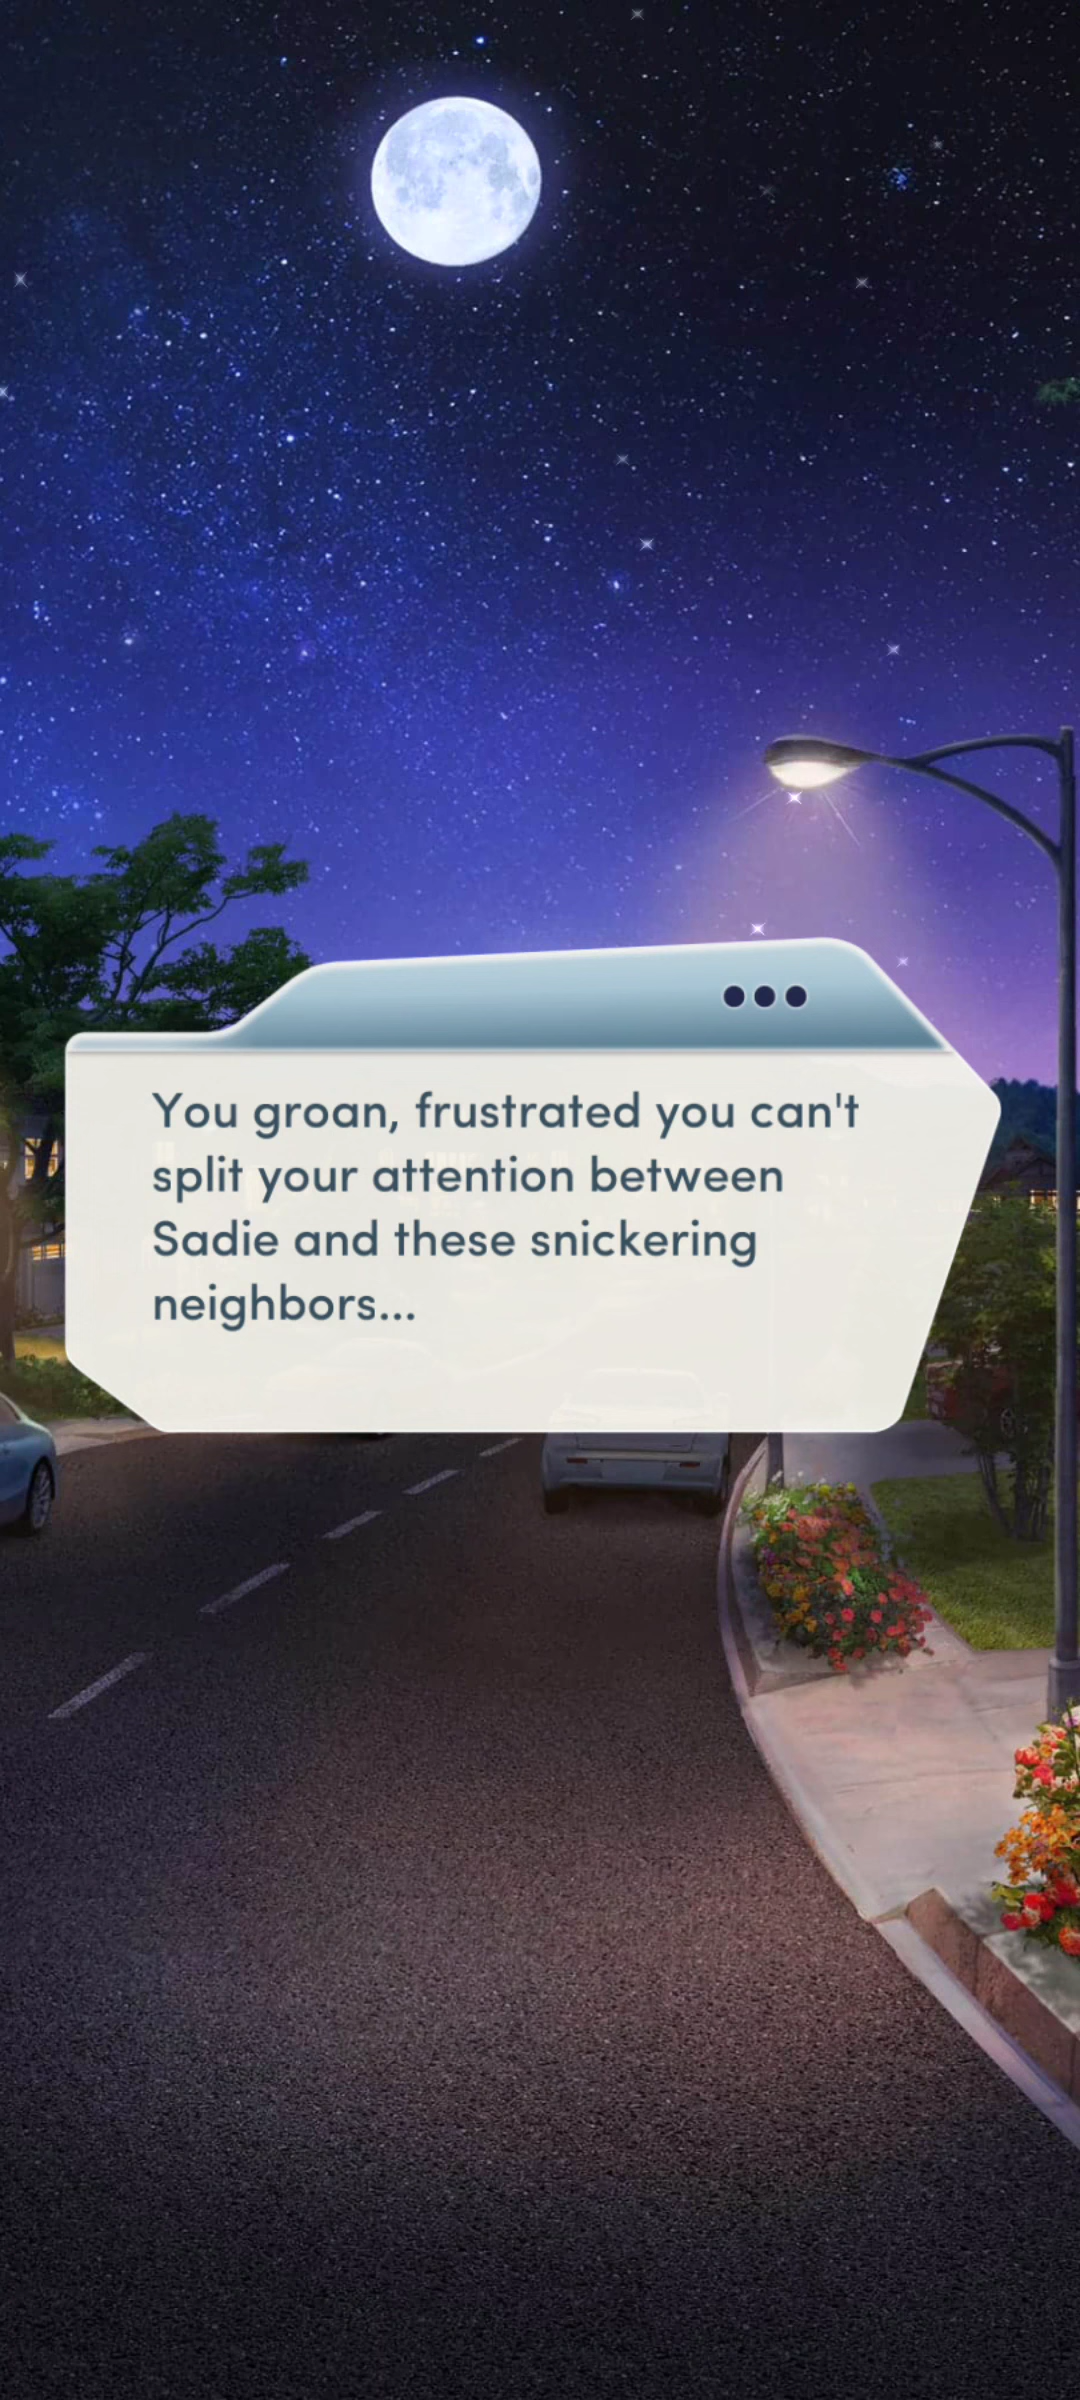 You groan, frustrated you can't
split your attention between
Sadie and these snickering
neighbors...